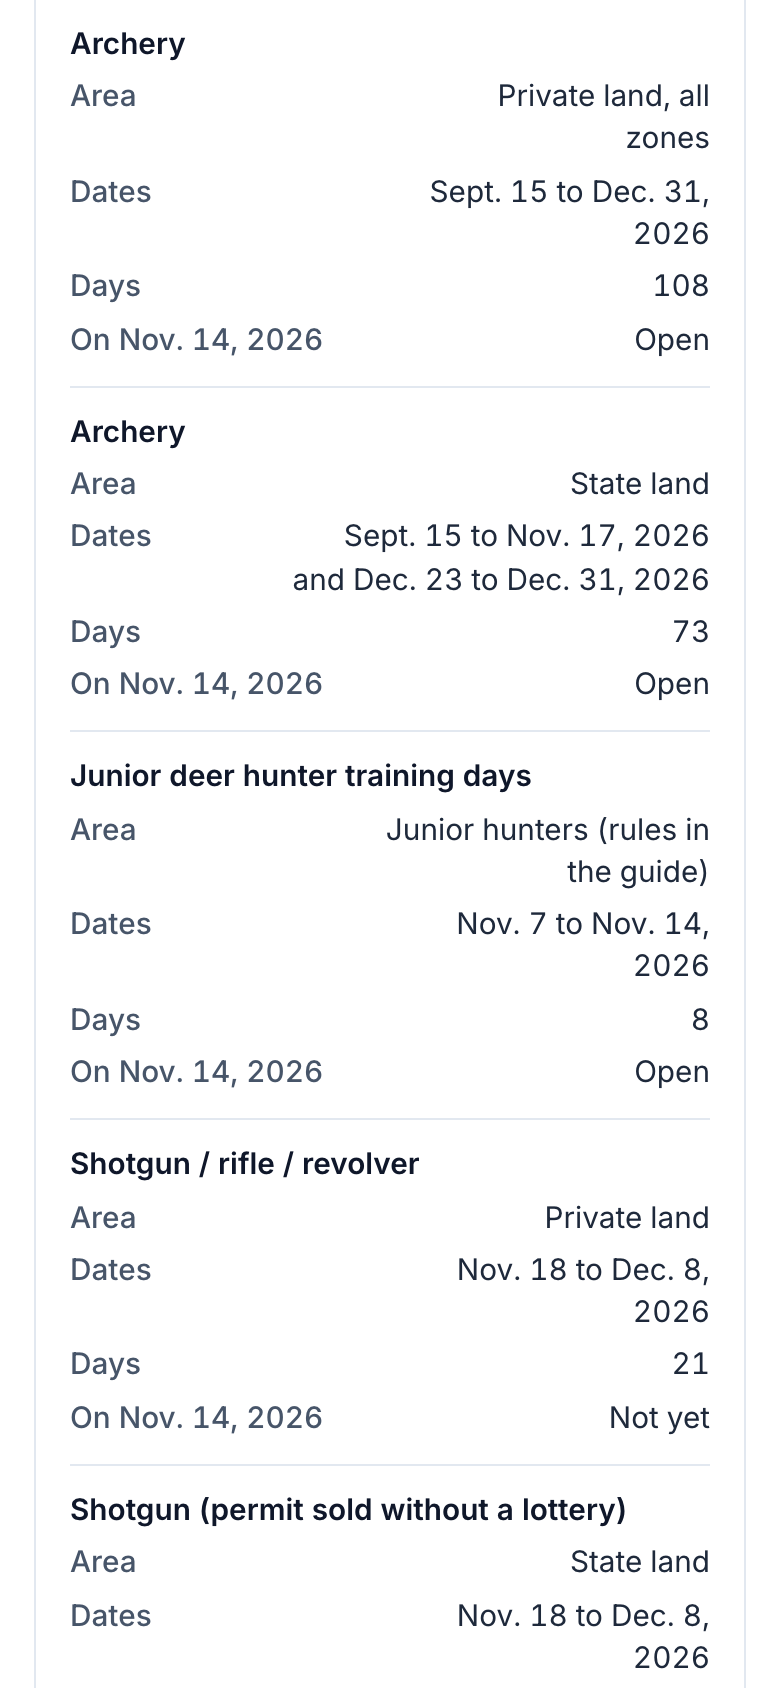 Archery
Area Private land, all
zones
Dates Sept. 15 to Dec. 31,
2026
Days 108
On Nov. 14, 2026 Open
Archery
Area State land
Dates Sept. 15 to Nov. 17, 2026
and Dec. 23 to Dec. 31, 2026
Days 73
On Nov. 14, 2026 Open
Junior deer hunter training days
Area Junior hunters (rules in
the guide)
Dates Nov. 7 to Nov. 14,
2026
Days 8
On Nov. 14, 2026 Open
Shotgun / rifle / revolver
Area Private land
Dates Nov. 18 to Dec. 8,
2026
Days 21
On Nov. 14, 2026 Not yet
Shotgun (permit sold without a lottery)
Area State land
Dates Nov. 18 to Dec. 8,
2026